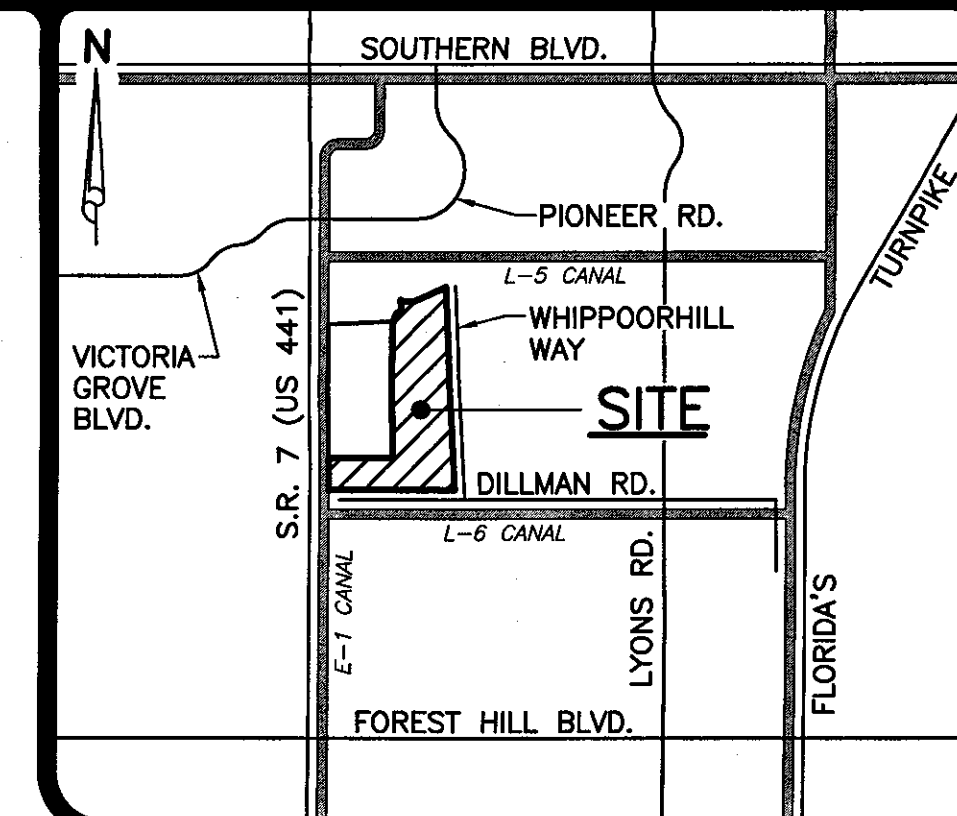 N
SOUTHERN BLVD.
PIONEER RD.
TURNPIKE
L-5 CANAL
S.R. 7 (US 441)
WHIPPOORHILL
WAY
VICTORIA
GROVE
BLVD.
SITE
DILLMAN RD.
L-6 CANAL
E-1 CANAL
LYONS RD.
FLORIDA'S
FOREST HILL BLVD.